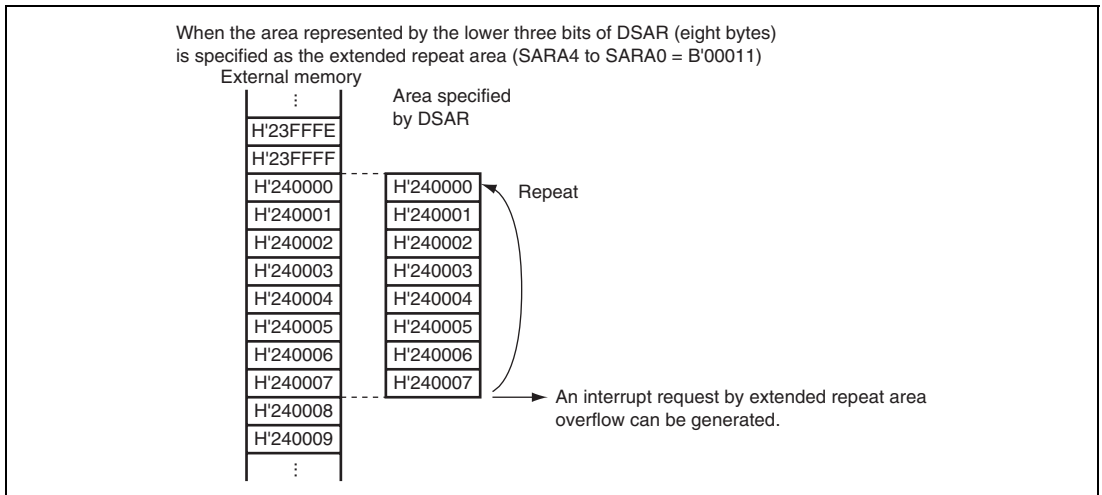 When the area represented by the lower three bits of DSAR (eight bytes)
is specified as the extended repeat area (SARA4 to SARA0 = B'00011)
External memory
⋮
H'23FFFE
H'23FFFF
H'240000
H'240001
H'240002
H'240003
H'240004
H'240005
H'240006
H'240007
H'240008
H'240009
⋮
Area specified
by DSAR
H'240000
H'240001
H'240002
H'240003
H'240004
H'240005
H'240006
H'240007
Repeat
An interrupt request by extended repeat area
overflow can be generated.